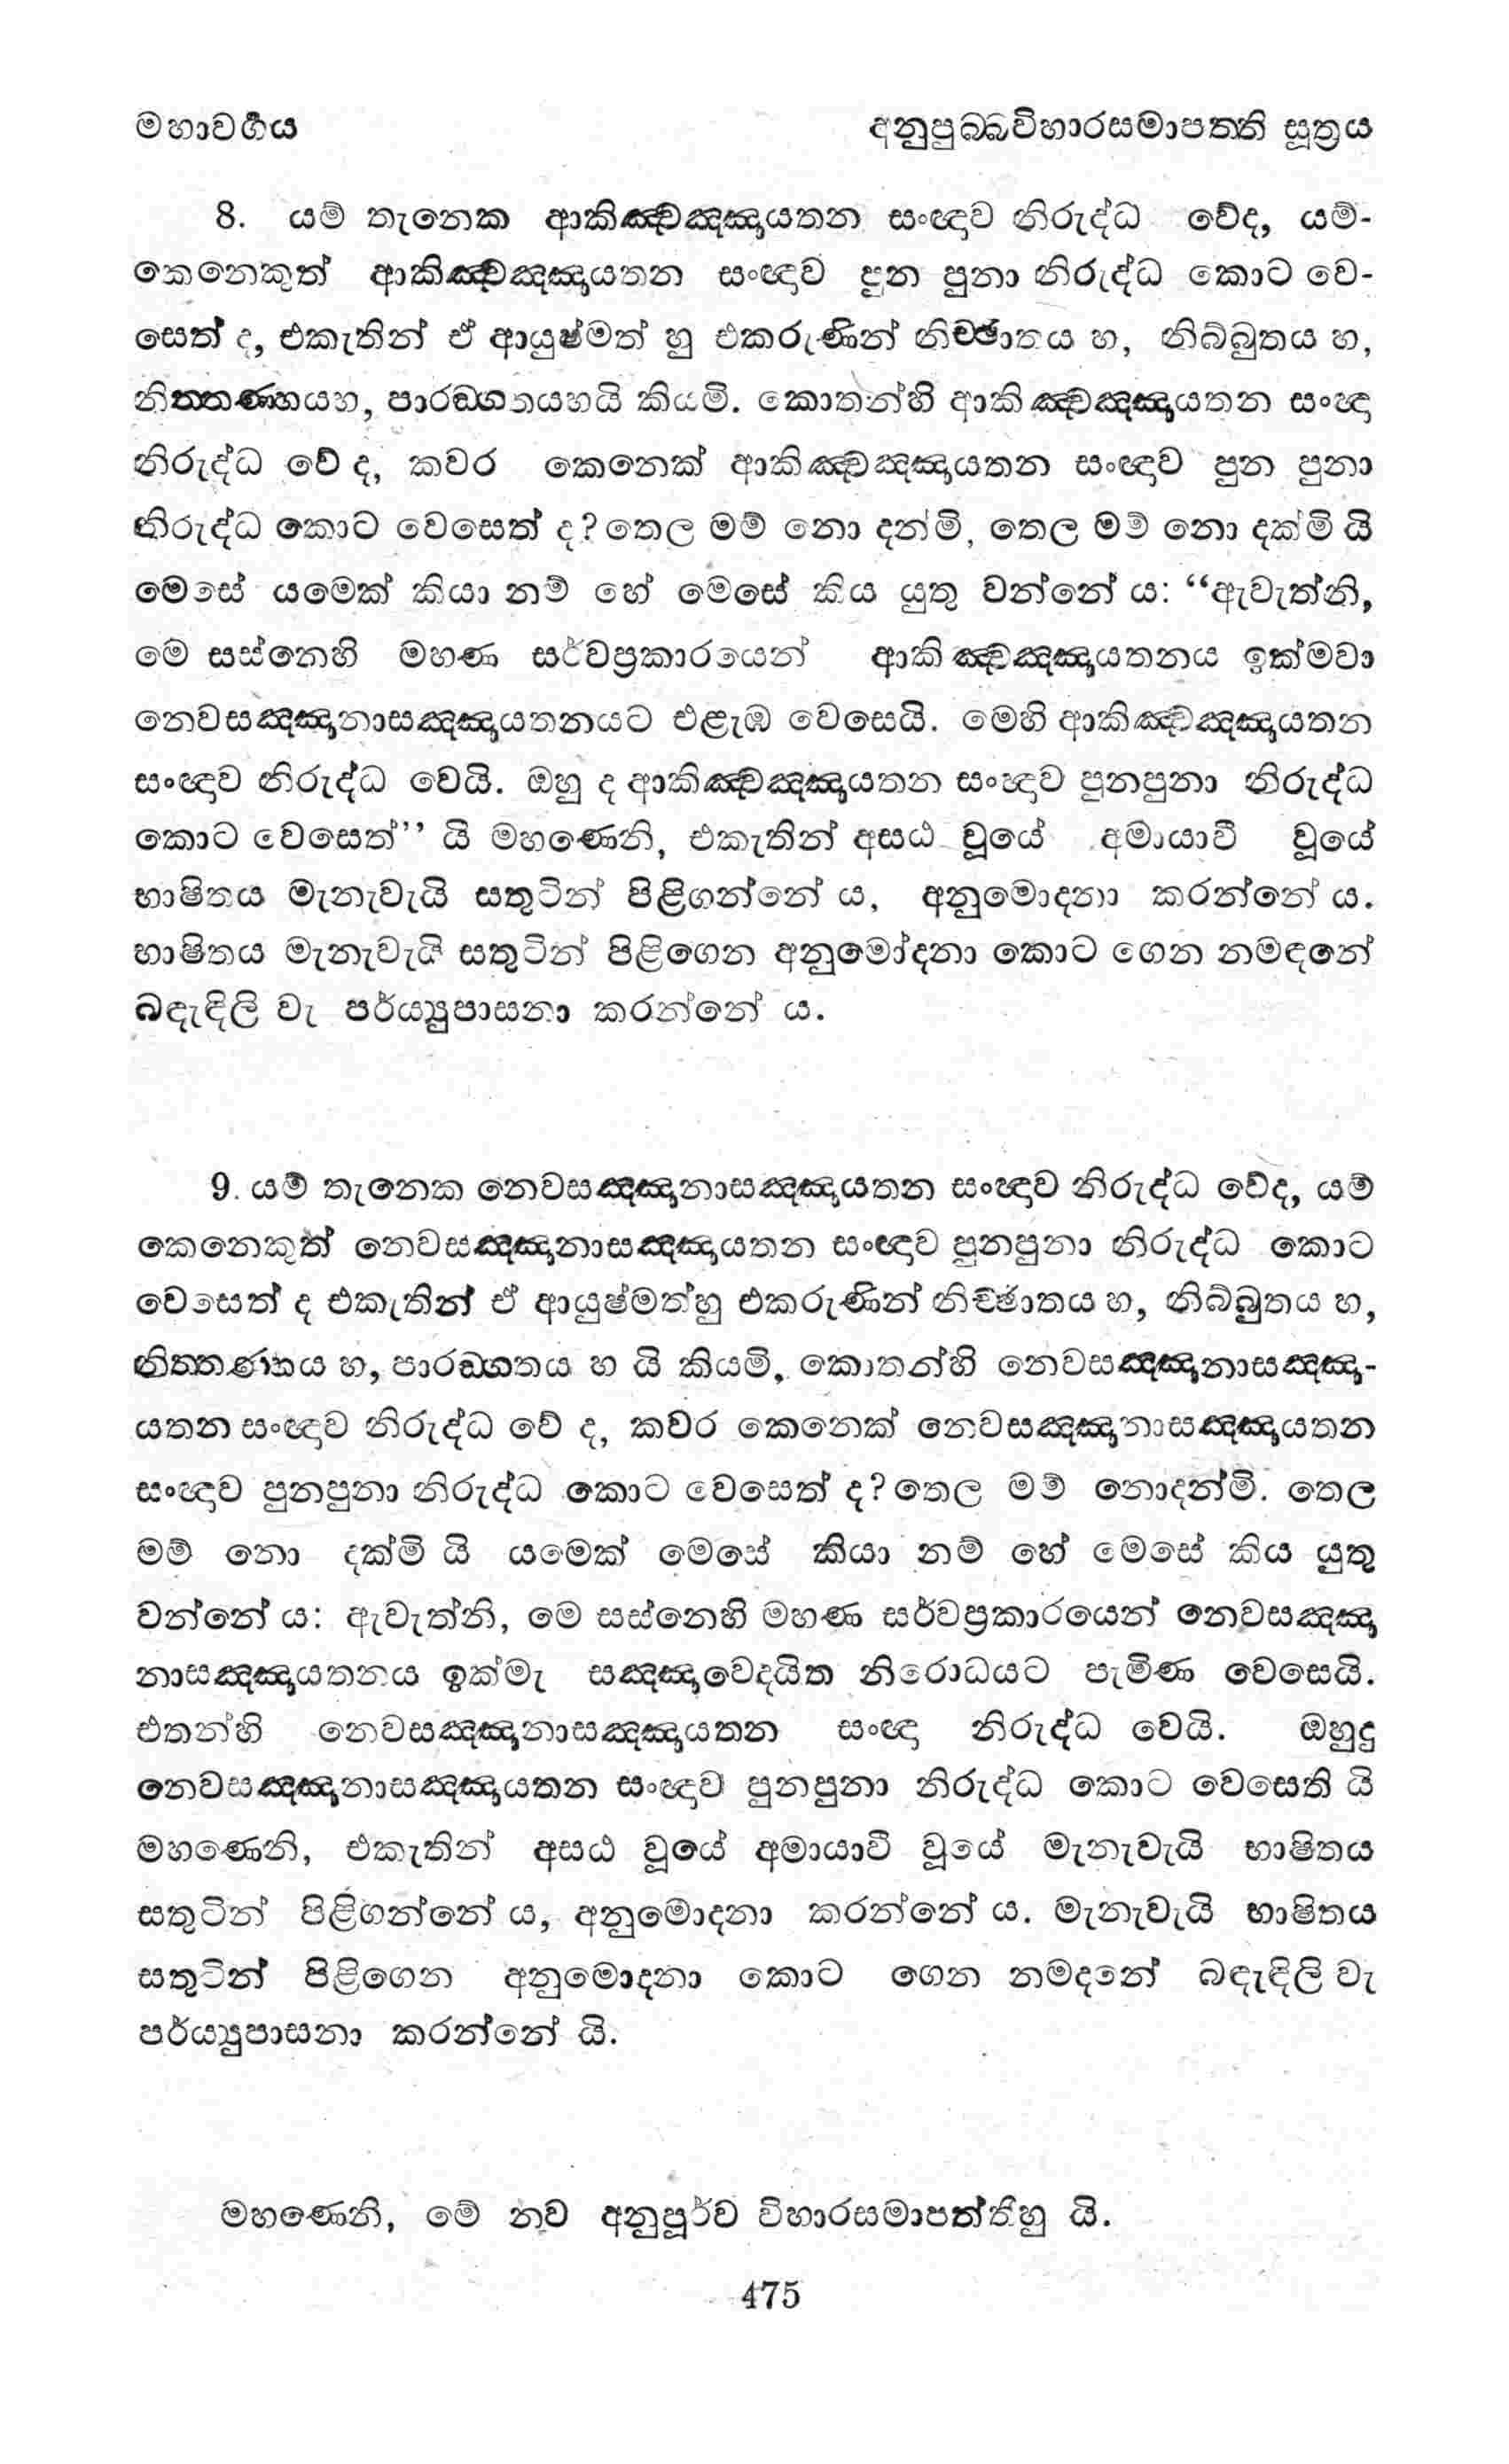 මහාවර්‍ගය අනුපුබ්බවිහාරසමාපත්ති සූත්‍රය
8. යම් තැනෙක ආකිඤ්චඤ්ඤායතන සංඥාව නිරුද්ධ වේද, යම්-
කෙනෙකුත් ආකිඤ්චඤ්ඤායතන සංඥාව පුන පුනා නිරුද්ධ කොට වෙ-
සෙත් ද, එකැතින් ඒ ආයුෂ්මත් හු එකරුණින් නිච්ඡාතය හ, නිබ්බුතය හ,
නිත්තණ්හයහ, පාරඞ්ගතයහයි කියමි. කොතන්හි ආකිඤ්චඤ්ඤායතන සංඥා
නිරුද්ධ වේ ද, කවර කෙනෙක් ආකිඤ්චඤ්ඤායතන සංඥාව පුන පුනා
නිරුද්ධ කොට වෙසෙත් ද? තෙල මම් නො දන්මි, තෙල මම් නො දක්මි යි
මෙසේ යමෙක් කියා නම් හේ මෙසේ කිය යුතු වන්නේ ය: “ඇවැත්නි,
මෙ සස්නෙහි මහණ සර්වප්‍රකාරයෙන් ආකිඤ්චඤ්ඤායතනය ඉක්මවා
නෙවසඤ්ඤානාසඤ්ඤායතනයට එළැඹ වෙසෙයි. මෙහි ආකිඤ්චඤ්ඤායතන
සංඥාව නිරුද්ධ වෙයි. ඔහු ද ආකිඤ්චඤ්ඤායතන සංඥාව පුනපුනා නිරුද්ධ
කොට වෙසෙත්” යි මහණෙනි, එකැතින් අසඨ වූයේ අමායාවී වූයේ
භාෂිතය මැනැවැයි සතුටින් පිළිගන්නේ ය, අනුමොදනා කරන්නේ ය.
භාෂිතය මැනැවැයි සතුටින් පිළිගෙන අනුමෝදනා කොට ගෙන නමඳනේ
බඳැඳිලි වැ පර්ය්‍යුපාසනා කරන්නේ ය.
9. යම් තැනෙක නෙවසඤ්ඤානාසඤ්ඤායතන සංඥාව නිරුද්ධ වේද, යම්
කෙනෙකුත් නෙවසඤ්ඤානාසඤ්ඤායතන සංඥාව පුනපුනා නිරුද්ධ කොට
වෙසෙත් ද එකැතින් ඒ ආයුෂ්මත්හු එකරුණින් නිච්ඡාතය හ, නිබ්බුතය හ,
නිත්තණ්හය හ, පාරඞ්ගතය හ යි කියමි, කොතන්හි නෙවසඤ්ඤානාසඤ්ඤා-
යතන සංඥාව නිරුද්ධ වේ ද, කවර කෙනෙක් නෙවසඤ්ඤානාසඤ්ඤායතන
සංඥාව පුනපුනා නිරුද්ධ කොට වෙසෙත් ද? තෙල මම් නොදන්මි. තෙල
මම් නො දක්මි යි යමෙක් මෙසේ කියා නම් හේ මෙසේ කිය යුතු
වන්නේ ය: ඇවැත්නි, මෙ සස්නෙහි මහණ සර්වප්‍රකාරයෙන් නෙවසඤ්ඤා
නාසඤ්ඤායතනය ඉක්මැ සඤ්ඤාවෙදයිත නිරොධයට පැමිණ වෙසෙයි.
එතන්හි නෙවසඤ්ඤානාසඤ්ඤායතන සංඥා නිරුද්ධ වෙයි. ඔහුදු
නෙවසඤ්ඤානාසඤ්ඤායතන සංඥාව පුනපුනා නිරුද්ධ කොට වෙසෙති යි
මහණෙනි, එකැතින් අසඨ වූයේ අමායාවී වූයේ මැනැවැයි භාෂිතය
සතුටින් පිළිගන්නේ ය, අනුමොදනා කරන්නේ ය. මැනැවැයි භාෂිතය
සතුටින් පිළිගෙන අනුමොදනා කොට ගෙන නමදනේ බඳැඳිලි වැ
පර්ය්‍යුපාසනා කරන්නේ යි.
මහණෙනි, මේ නව අනුපූර්ව විහාරසමාපත්තිහු යි.
475